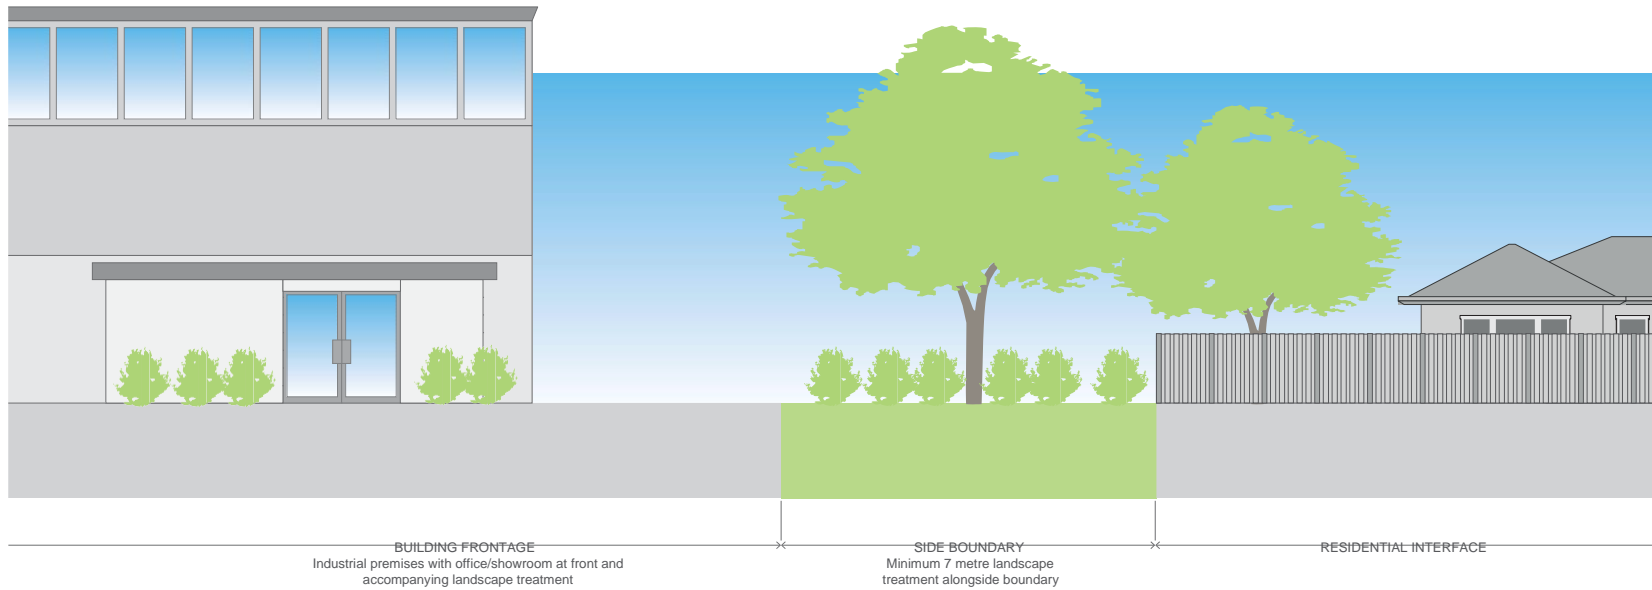 BUILDING FRONTAGE
Industrial premises with office/showroom at front and
accompanying landscape treatment
SIDE BOUNDARY
Minimum 7 metre landscape
treatment alongside boundary
RESIDENTIAL INTERFACE